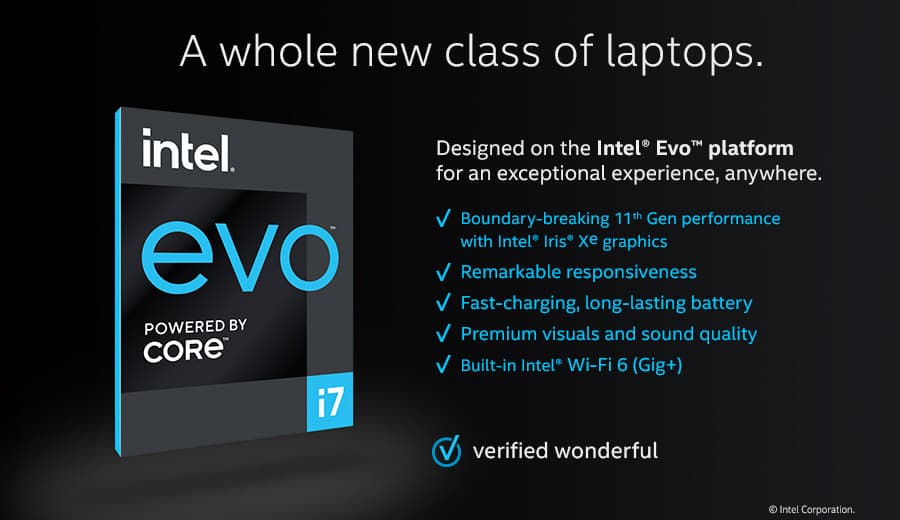 A whole new class of laptops.
intel®
evo™
POWERED BY
CORE™
i7
Designed on the Intel® Evo™ platform
for an exceptional experience, anywhere.
✓ Boundary-breaking 11th Gen performance
with Intel® Iris® Xe graphics
✓ Remarkable responsiveness
✓ Fast-charging, long-lasting battery
✓ Premium visuals and sound quality
✓ Built-in Intel® Wi-Fi 6 (Gig+)
verified wonderful
© Intel Corporation.